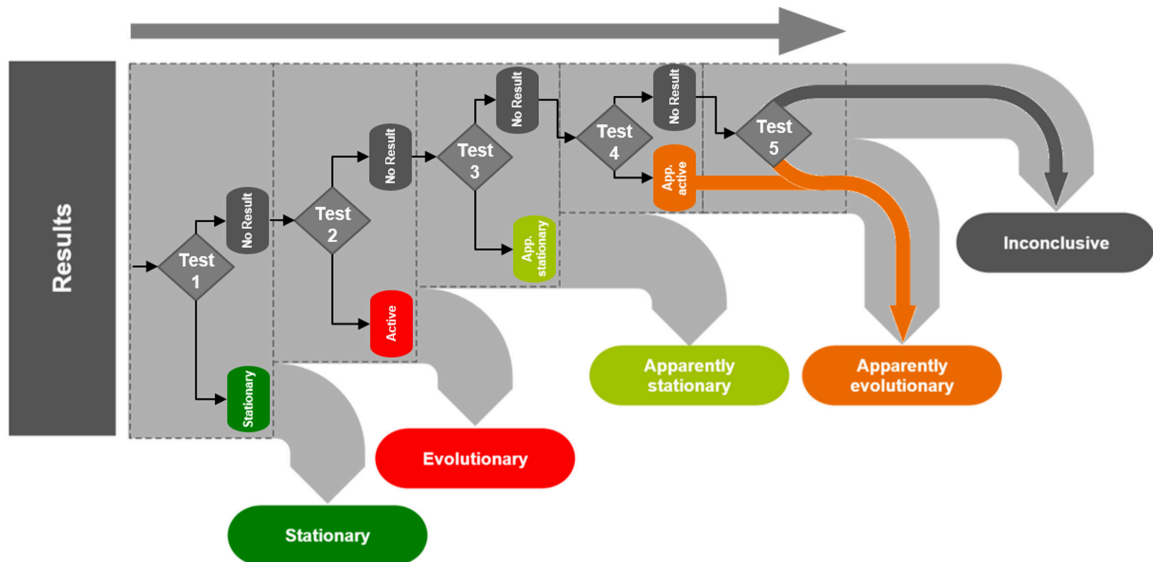 Results
Test
1
No Result
Stationary
Test
2
No Result
Active
Test
3
No Result
App.
stationary
Test
4
No Result
App.
active
Test
5
Inconclusive
Apparently
stationary
Apparently
evolutionary
Evolutionary
Stationary